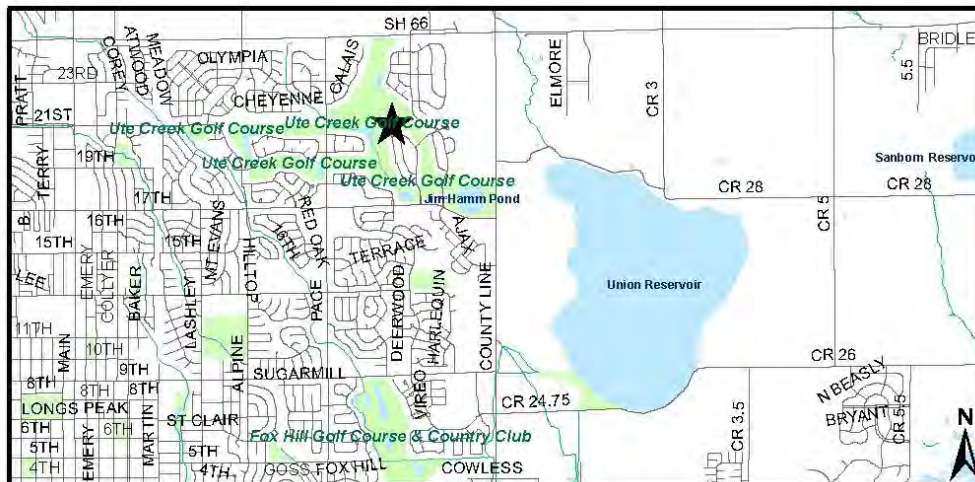 SH 66
BRIDLE
MEADOW
ATWOOD
COREY
OLYMPIA
CALAIS
ELMORE
CR 3
5.5
23RD
CHEYENNE
PRATT
21ST
Ute Creek Golf Course
Ute Creek Golf Course
19TH
Ute Creek Golf Course
Sanborn Reservo
TERRY
17TH
Ute Creek Golf Course
CR 28
CR 28
Jim Hamm Pond
B
16TH
RED OAK
CR 5
15TH
15TH
MT EVANS
HILLTOP
16TH
AJAX
TERRACE
LEE
EMERY
COLLYER
BAKER
LASHLEY
PACE
DEERWOOD
HARLEQUIN
COUNTY LINE
Union Reservoir
11TH
MAIN
10TH
9TH
ALPINE
SUGARMILL
CR 26
8TH
8TH
8TH
VIREO
N BEASLY
LONGS PEAK
MARTIN
ST CLAIR
CR 24.75
CR 3.5
BRYANT
CR 5.5
6TH
6TH
Fox Hill Golf Course & Country Club
N
5TH
EMERY
5TH
4TH
4TH
GOSS
FOX HILL
COWLESS